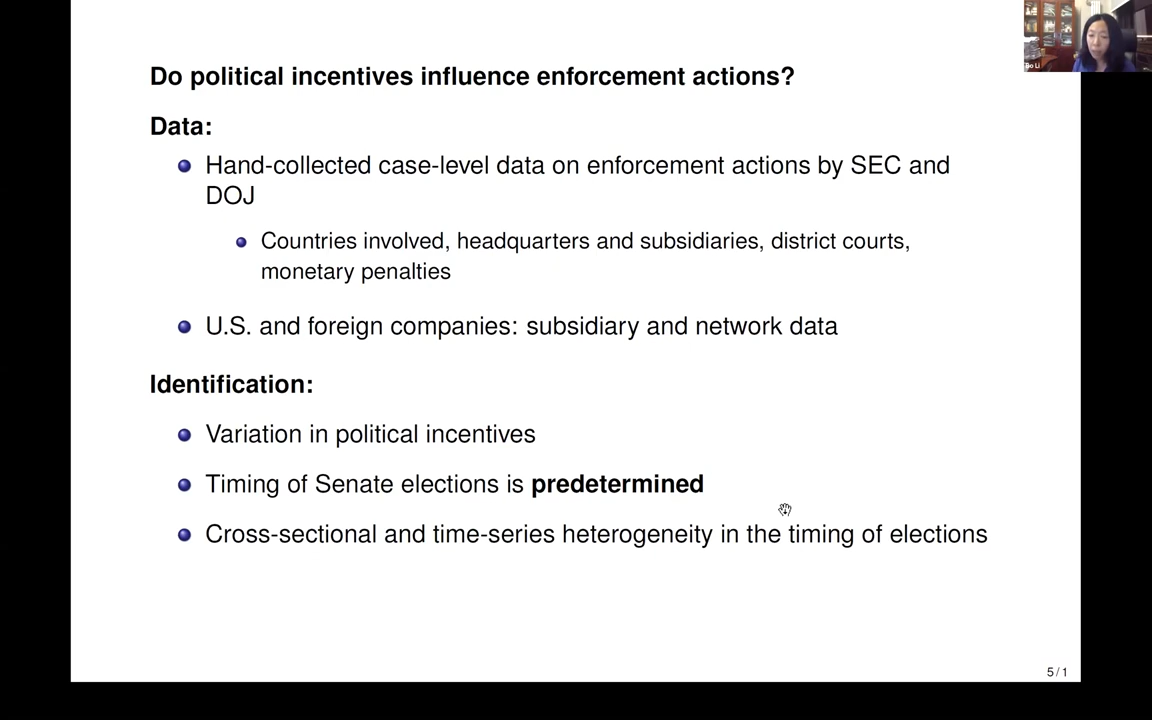 Do political incentives influence enforcement actions?
Data:
Hand-collected case-level data on enforcement actions by SEC and
DOJ
Countries involved, headquarters and subsidiaries, district courts,
monetary penalties
U.S. and foreign companies: subsidiary and network data
Identification:
Variation in political incentives
Timing of Senate elections is predetermined
Cross-sectional and time-series heterogeneity in the timing of elections
5 / 1
Bo Li